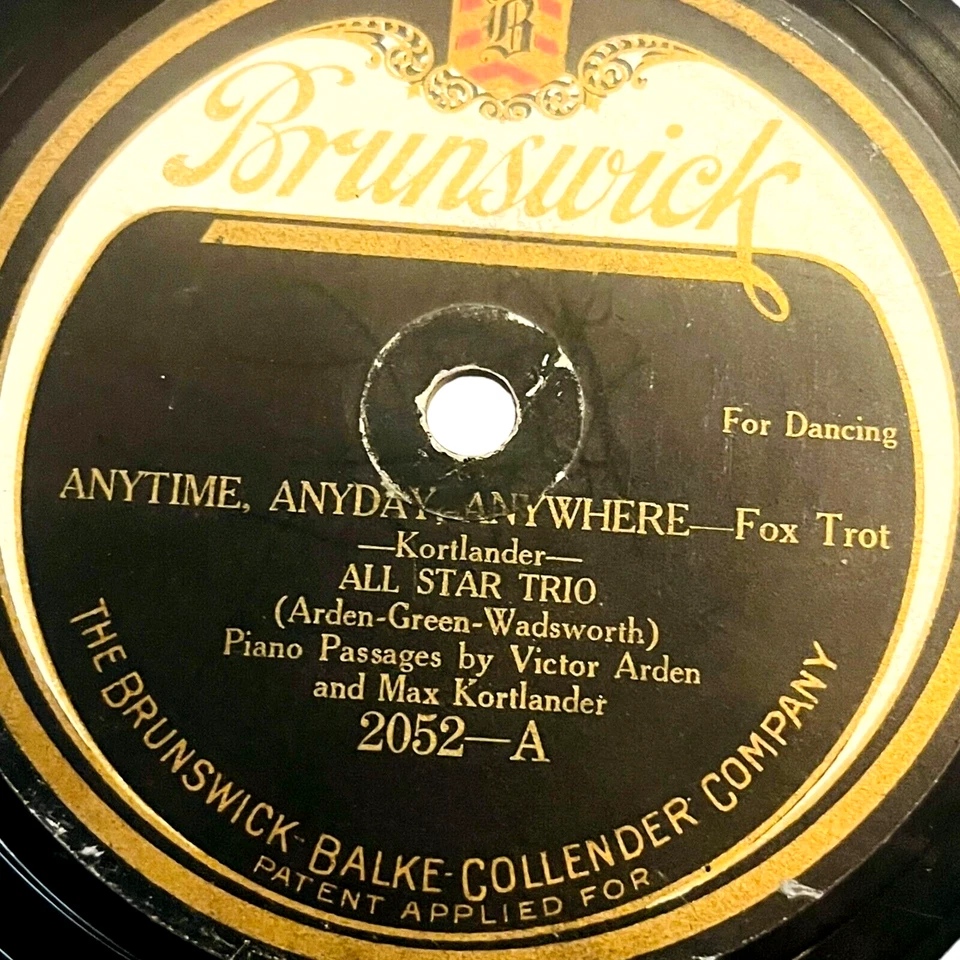 B
Brunswick
For Dancing
ANYTIME, ANYDAY, ANYWHERE—Fox Trot
—Kortlander—
ALL STAR TRIO
(Arden-Green-Wadsworth)
Piano Passages by Victor Arden
and Max Kortlander
2052—A
THE BRUNSWICK-BALKE-COLLENDER COMPANY
PATENT APPLIED FOR